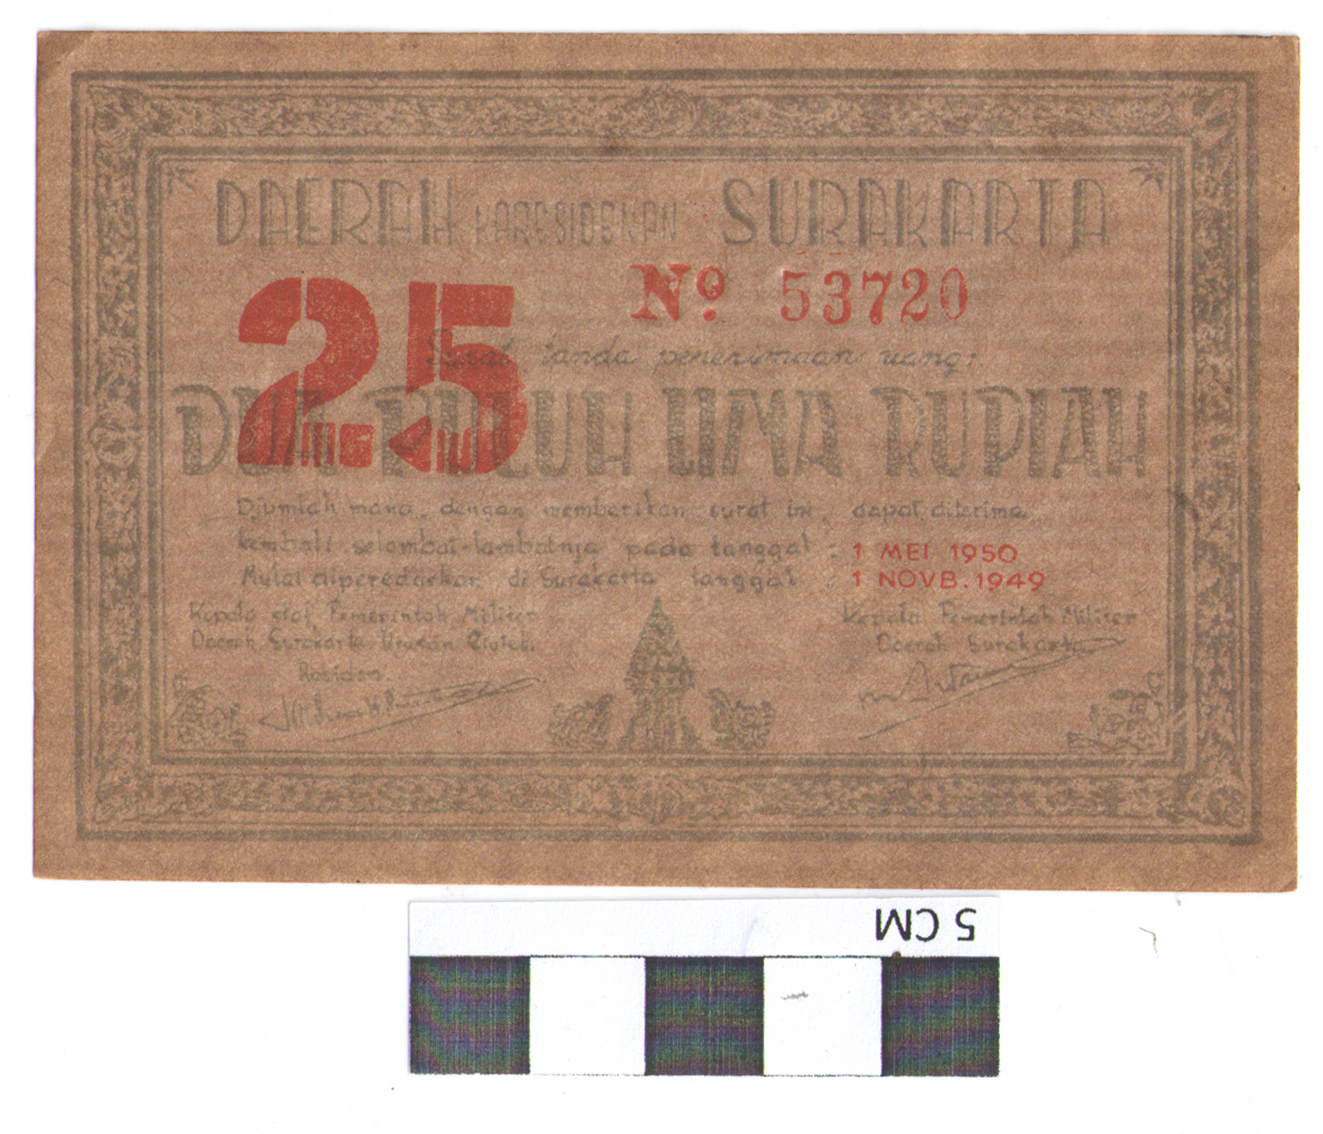 DAERAH KARESIDENAN SURAKARTA
25
No. 53720
Surat tanda penerimaan uang:
DUA PULUH LIMA RUPIAH
Djumlah mana, dengan memberikan surat ini, dapat diterima
kembali selambat-lambatnja pada tanggal : 1 MEI 1950
Mulai diperedarkan di Surakarta tanggal : 1 NOVB. 1949
Kepala staf Pemerintah Militer
Daerah Surakarta Urusan Civiel.
Residen:
Kepala Pemerintah Militer
Daerah Surakarta
5 CM